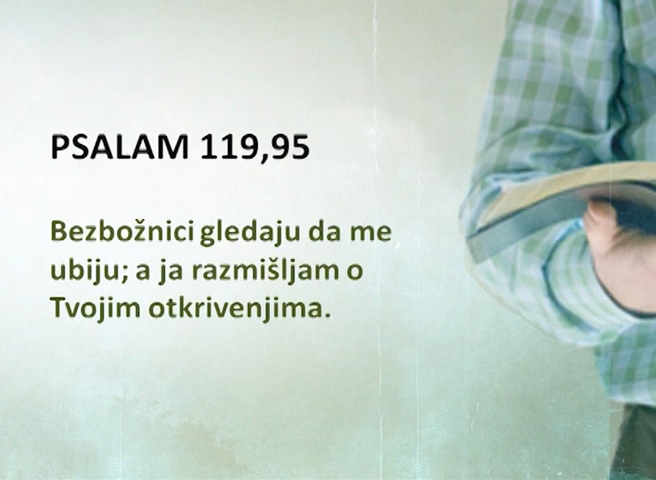 PSALAM 119,95
Bezbožnici gledaju da me
ubiju; a ja razmišljam o
Tvojim otkrivenjima.